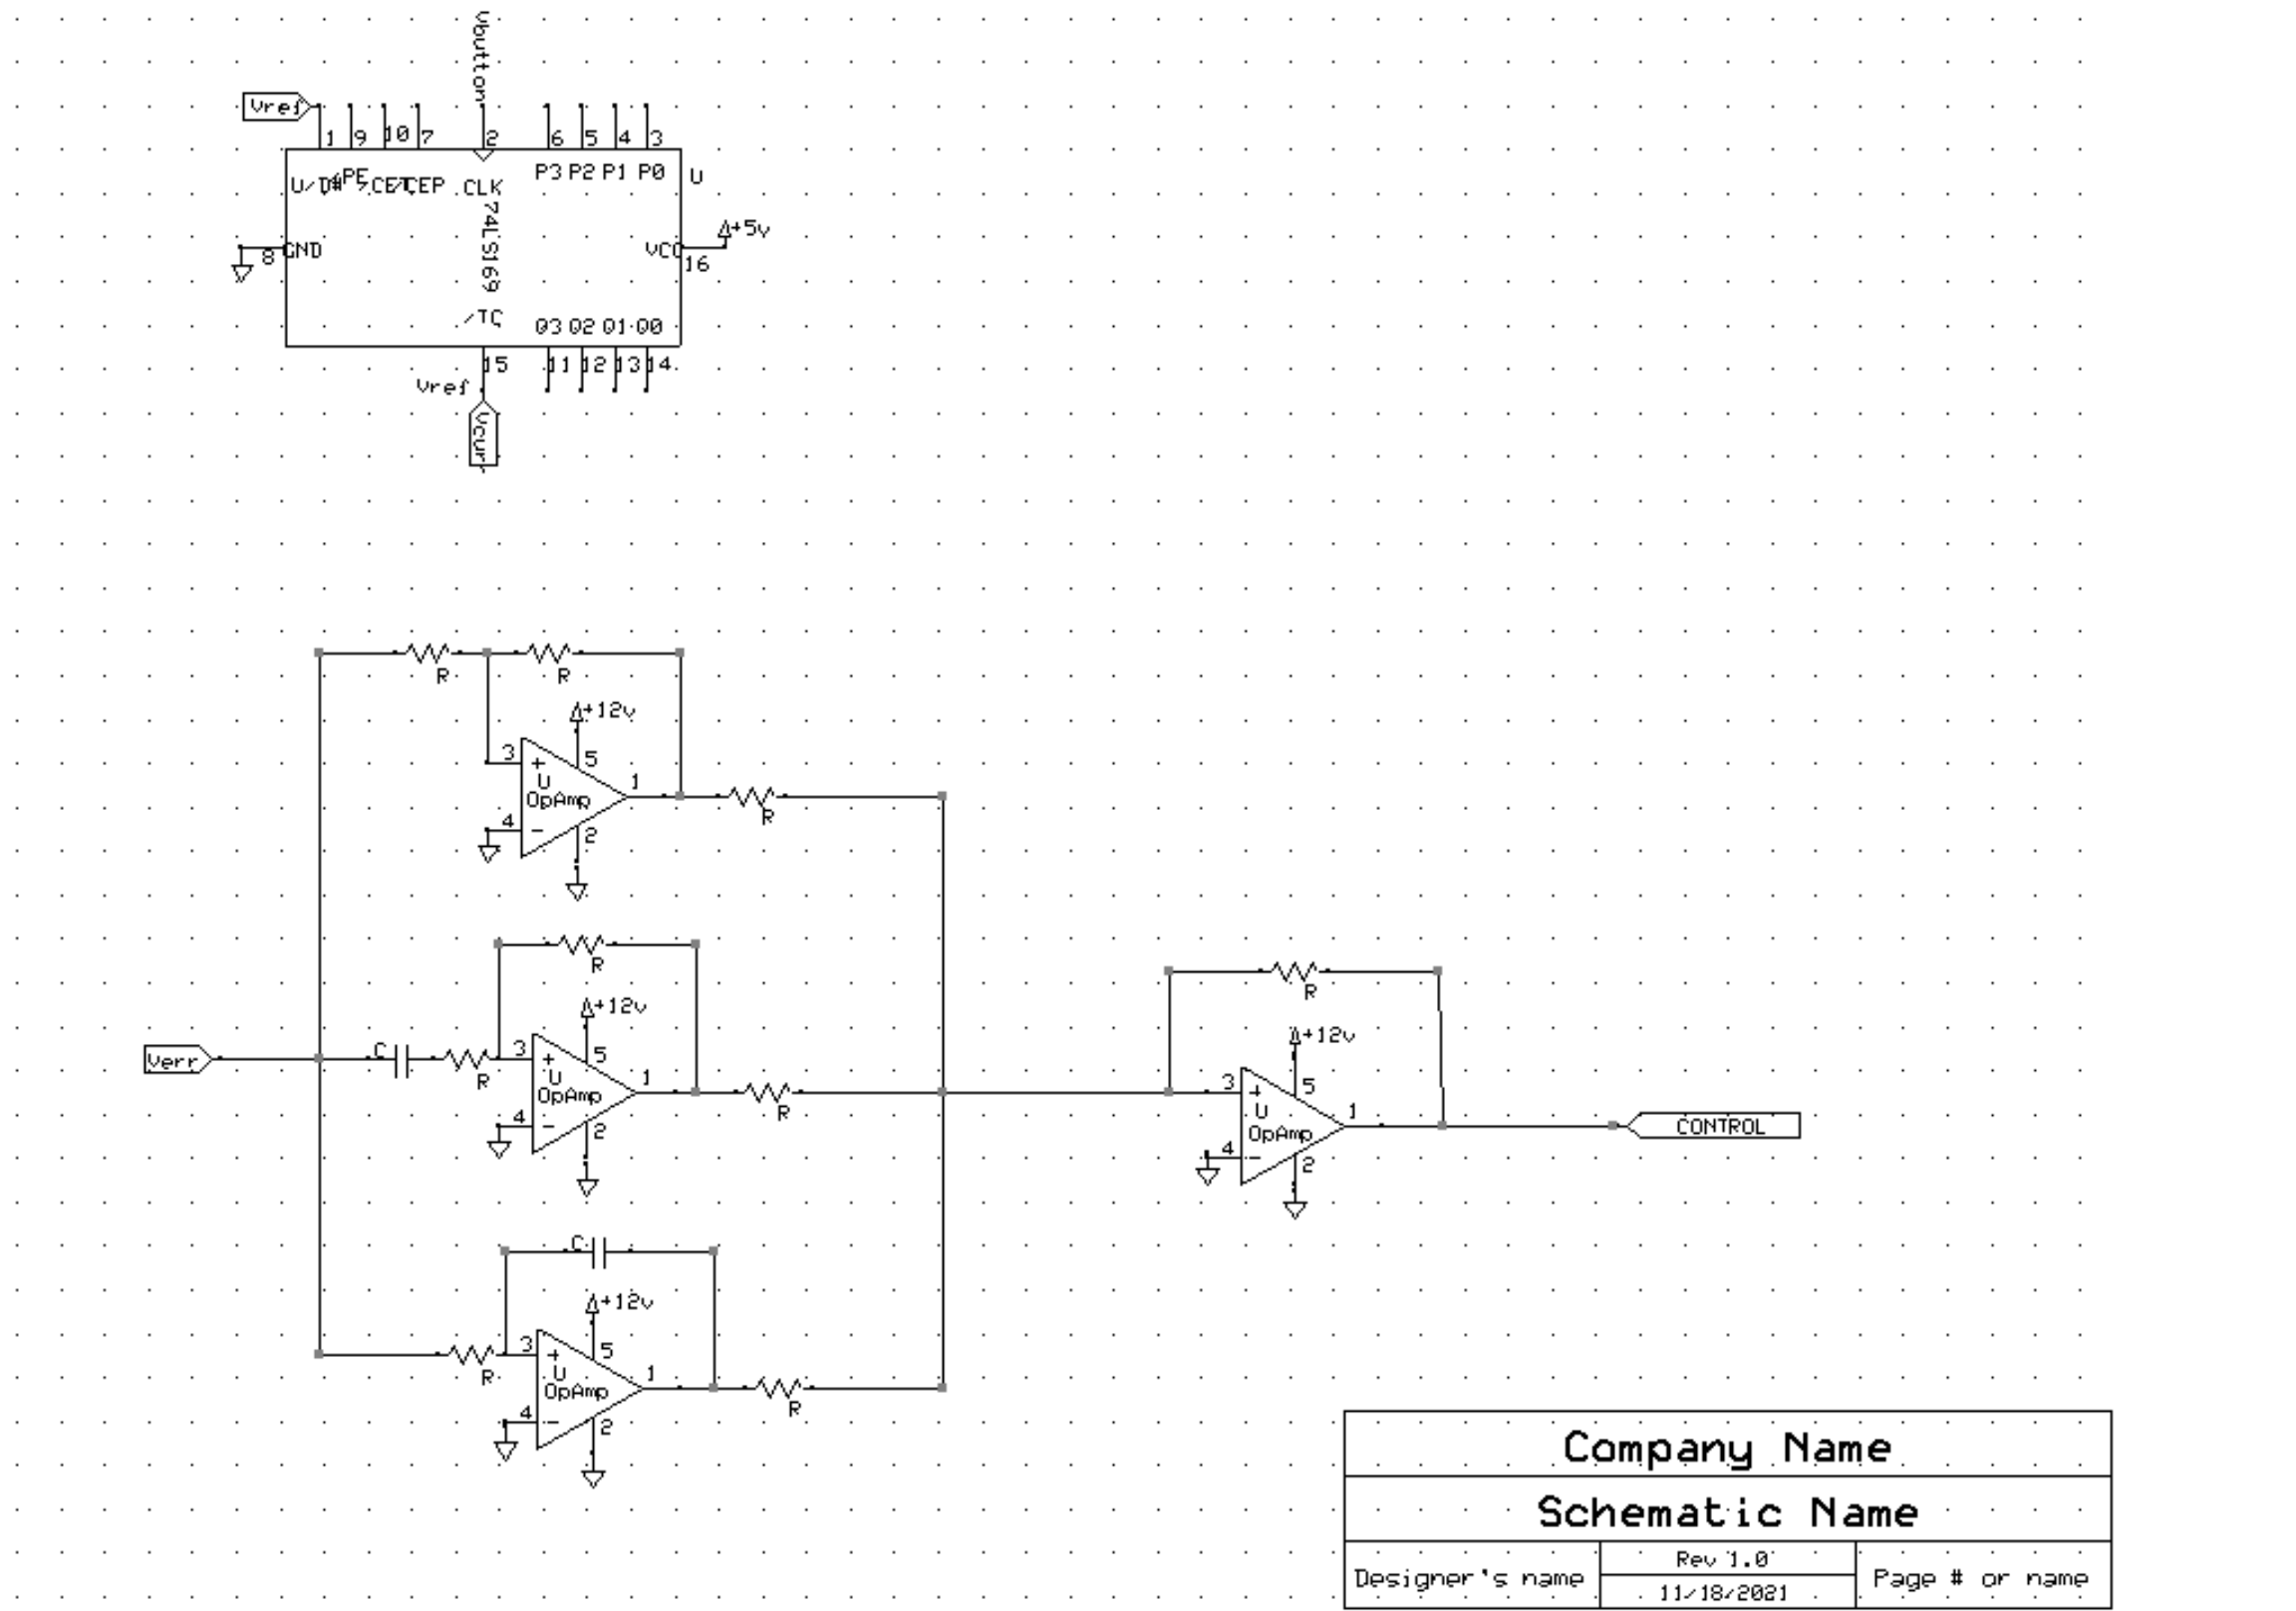 Vbutton
Vref
1 9 10 7 2 6 5 4 3
U/D# /PE /CET /CEP CLK P3 P2 P1 P0 U
74LS169
+5v
8 GND VCC 16
/TC Q3 Q2 Q1 Q0
15 11 12 13 14
Vref
Vcur
R R
+12v
3 + 5
U 1
OpAmp
4 - 2
R
R
+12v
Verr C R 3 + 5
U 1
OpAmp
4 - 2
R
R
+12v
3 + 5
U 1
OpAmp
4 - 2
CONTROL
C
+12v
R 3 + 5
U 1
OpAmp
4 - 2
R
Company Name
Schematic Name
Designer's name
Rev 1.0
11/18/2021
Page # or name